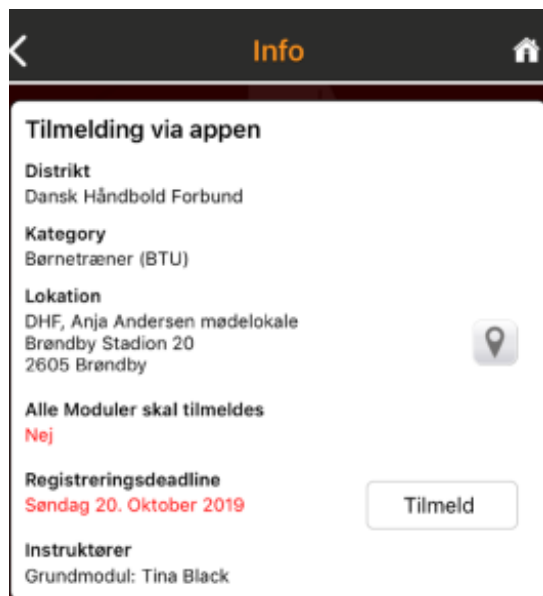 Info
Tilmelding via appen
Distrikt
Dansk Håndbold Forbund
Kategory
Børnetræner (BTU)
Lokation
DHF, Anja Andersen mødelokale
Brøndby Stadion 20
2605 Brøndby
Alle Moduler skal tilmeldes
Nej
Registreringsdeadline
Søndag 20. Oktober 2019
Tilmeld
Instruktører
Grundmodul: Tina Black